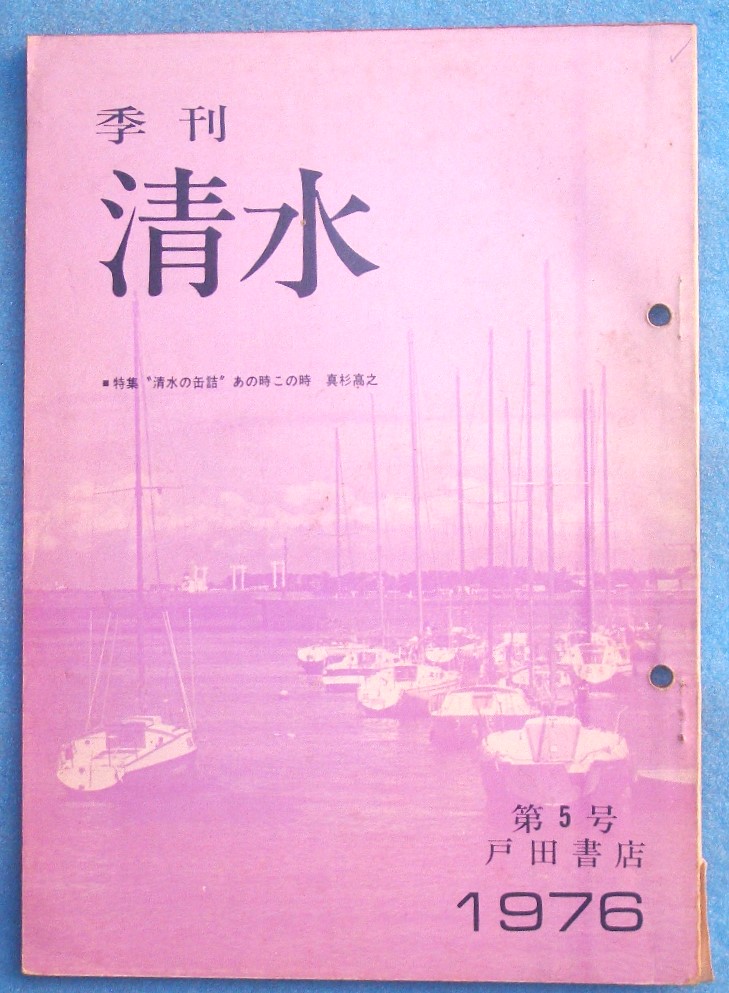 季刊
清水
■特集〝清水の缶詰〟あの時この時 真杉高之
第5号
戸田書店
1976